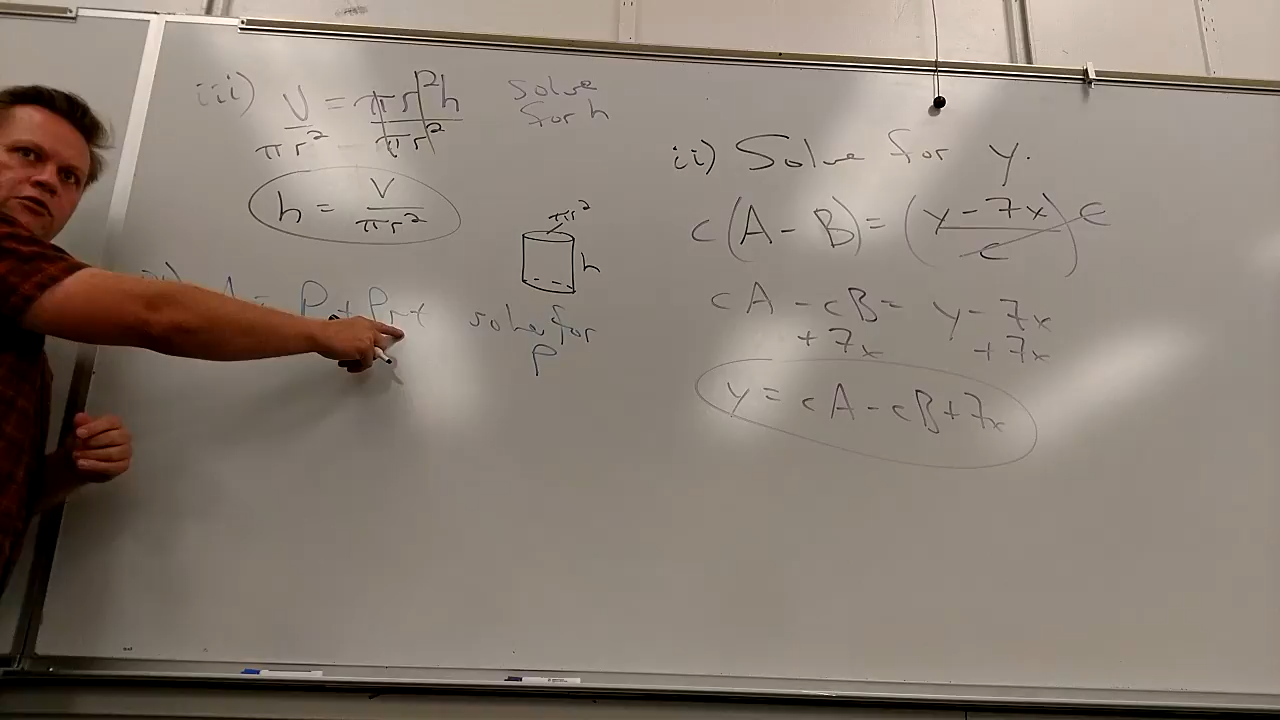 iii) V/πr² = πr²h/πr² solve for h
h = V/πr²
πr²
h
A = P + Prt solve for P
ii) Solve for y.
c(A - B) = (y - 7x/c)c
cA - cB = y - 7x
+ 7x + 7x
y = cA - cB + 7x